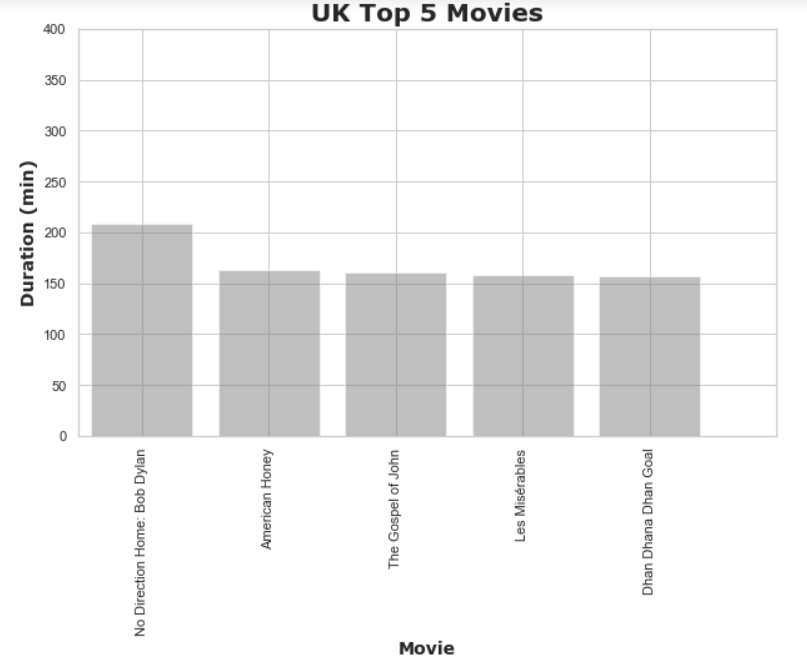 UK Top 5 Movies
400
350
300
250
200
150
100
50
0
Duration (min)
No Direction Home: Bob Dylan
American Honey
The Gospel of John
Les Misérables
Dhan Dhana Dhan Goal
Movie